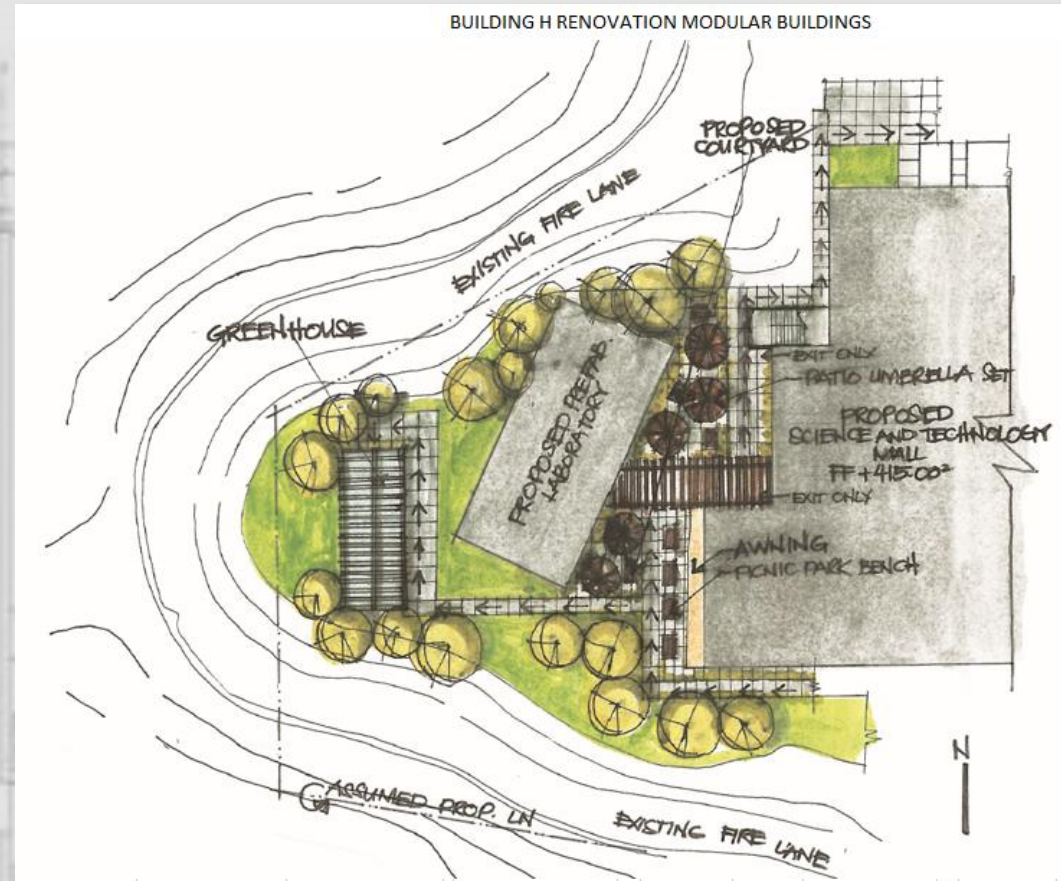 BUILDING H RENOVATION MODULAR BUILDINGS
PROPOSED
COURTYARD
EXISTING FIRE LANE
GREENHOUSE
PROPOSED PREFAB.
LABORATORY
EXIT ONLY
PATIO UMBRELLA SET
PROPOSED
SCIENCE AND TECHNOLOGY
MALL
FF +415.00
EXIT ONLY
AWNING
PICNIC PARK BENCH
N
ASSUMED PROP. LN
EXISTING FIRE LANE